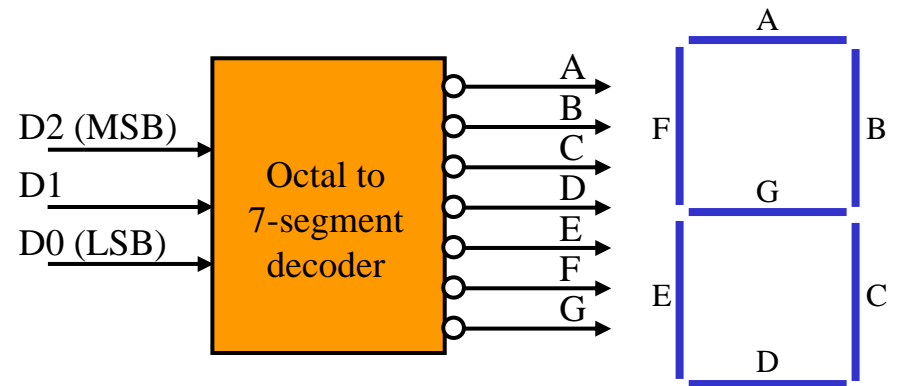 D2 (MSB)
D1
D0 (LSB)
Octal to
7-segment
decoder
A
B
C
D
E
F
G
A
F
B
G
E
C
D